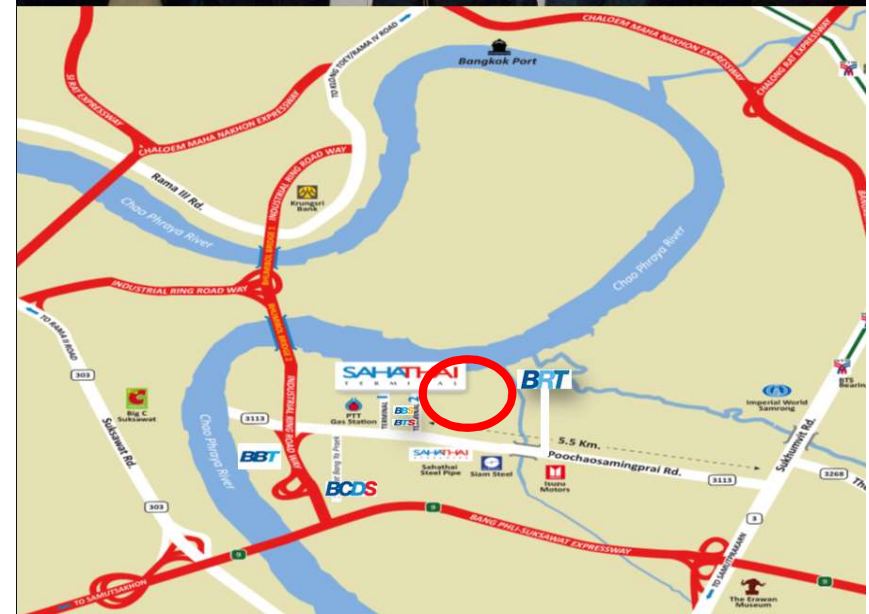 CHALOEM MAHA NAKHON EXPRESSWAY
CHALONG RAT EXPRESSWAY
TO KLONG TOEY/RAMA IV ROAD
Bangkok Port
SI RAT EXPRESSWAY
CHALOEM MAHA NAKHON EXPRESSWAY
INDUSTRIAL RING ROAD WAY
Rama III Rd.
Krungsri
Bank
Chao Phraya River
BHUMIBOL BRIDGE 1
Chao Phraya River
INDUSTRIAL RING ROAD WAY
BHUMIBOL BRIDGE 2
TO RAMA II ROAD
303
SAHATHAI
TERMINAL
BRT
BTS
Bearing
Big C
Suksawat
PTT
Gas Station
TERMINAL 1
TERMINAL 2
BBS
BTS
Imperial World
Samrong
3113
Chao Phraya River
INDUSTRIAL RING ROAD WAY
5.5 Km.
Sukhumvit Rd.
Suksawat Rd.
BBT
SAHATHAI
Sahathai
Steel Pipe
Siam Steel
Isuzu
Motors
Poochaosamingprai Rd.
3113
3268
BCDS
303
9
3
BANG PHLI-SUKSAWAT EXPRESSWAY
9
TO SAMUTPRAKARN
9
TO SAMUTSAKHON
The Erawan
Museum